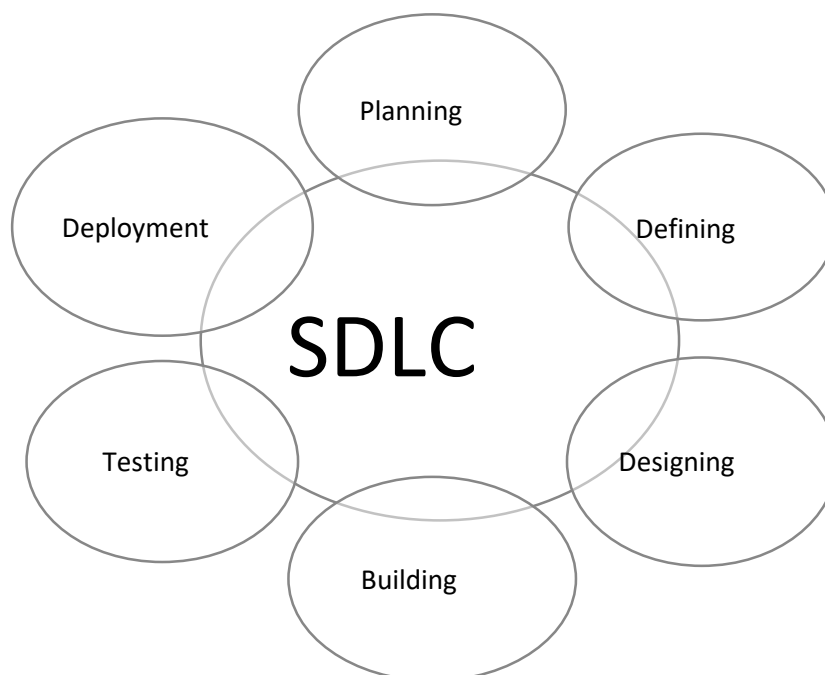 Planning
Defining
Designing
Building
Testing
Deployment
SDLC